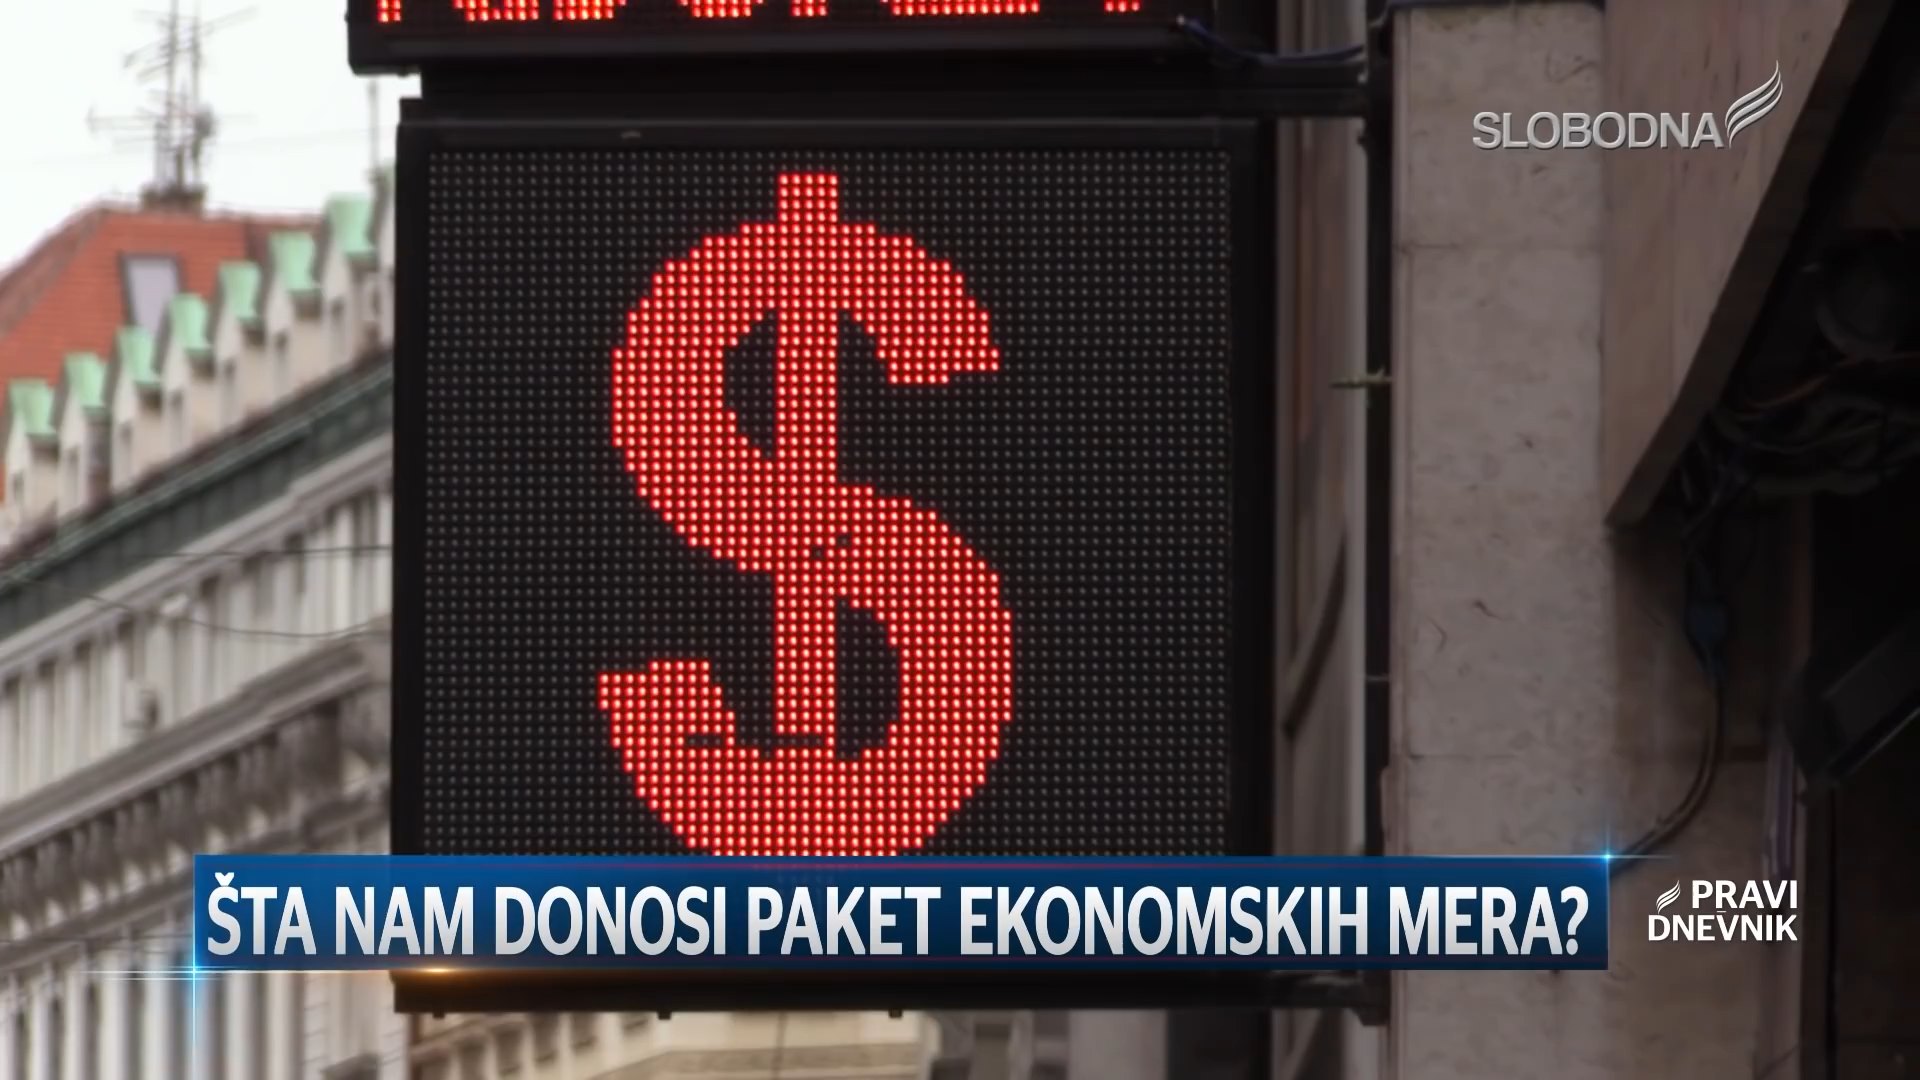 SLOBODNA
$
ŠTA NAM DONOSI PAKET EKONOMSKIH MERA?
PRAVI
DNEVNIK